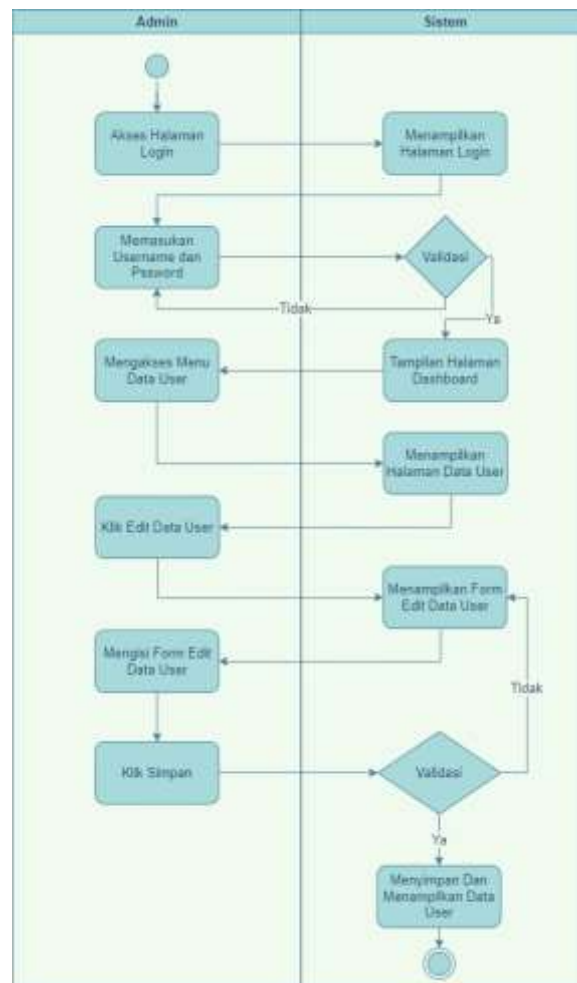 Admin
Sistem
Akses Halaman
Login
Menampilkan
Halaman Login
Memasukan
Username dan
Pssword
Validasi
Tidak
Ya
Mengakses Menu
Data User
Tampilan Halaman
Dashboard
Menampilkan
Halaman Data User
Klik Edit Data User
Menampilkan Form
Edit Data User
Mengisi Form Edit
Data User
Tidak
Klik Simpan
Validasi
Ya
Menyimpan Dan
Menampilkan Data
User